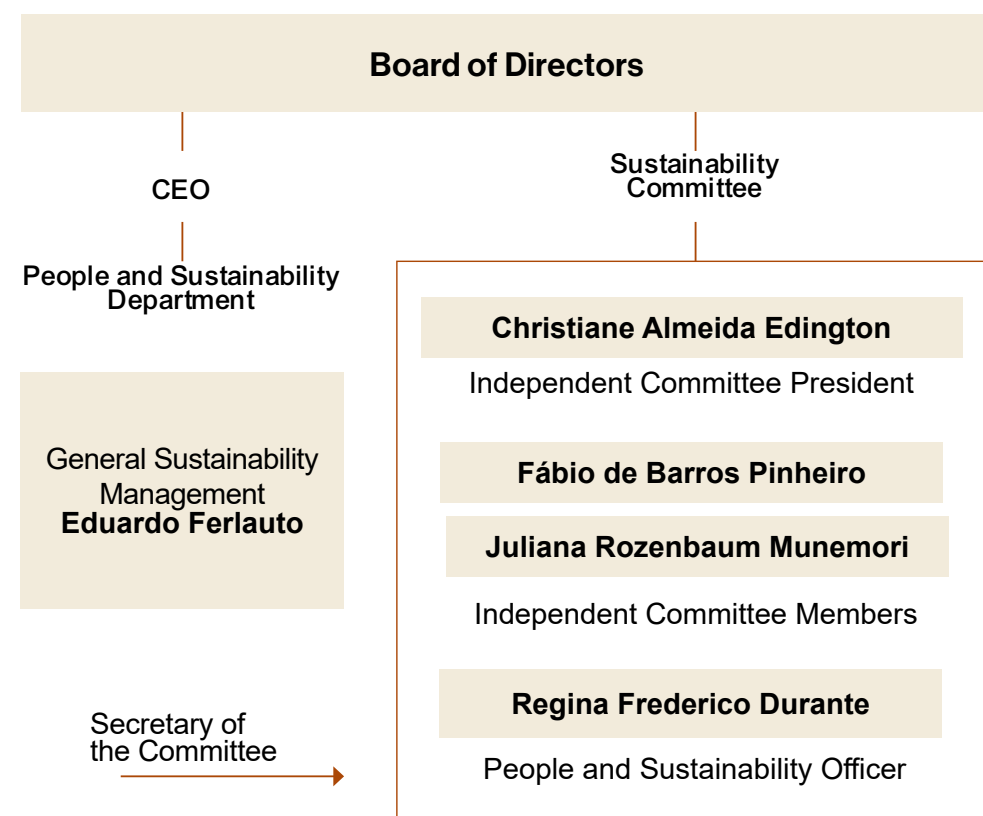 Board of Directors
CEO
People and Sustainability
Department
General Sustainability
Management
Eduardo Ferlauto
Secretary of
the Committee
Sustainability
Committee
Christiane Almeida Edington
Independent Committee President
Fábio de Barros Pinheiro
Juliana Rozenbaum Munemori
Independent Committee Members
Regina Frederico Durante
People and Sustainability Officer